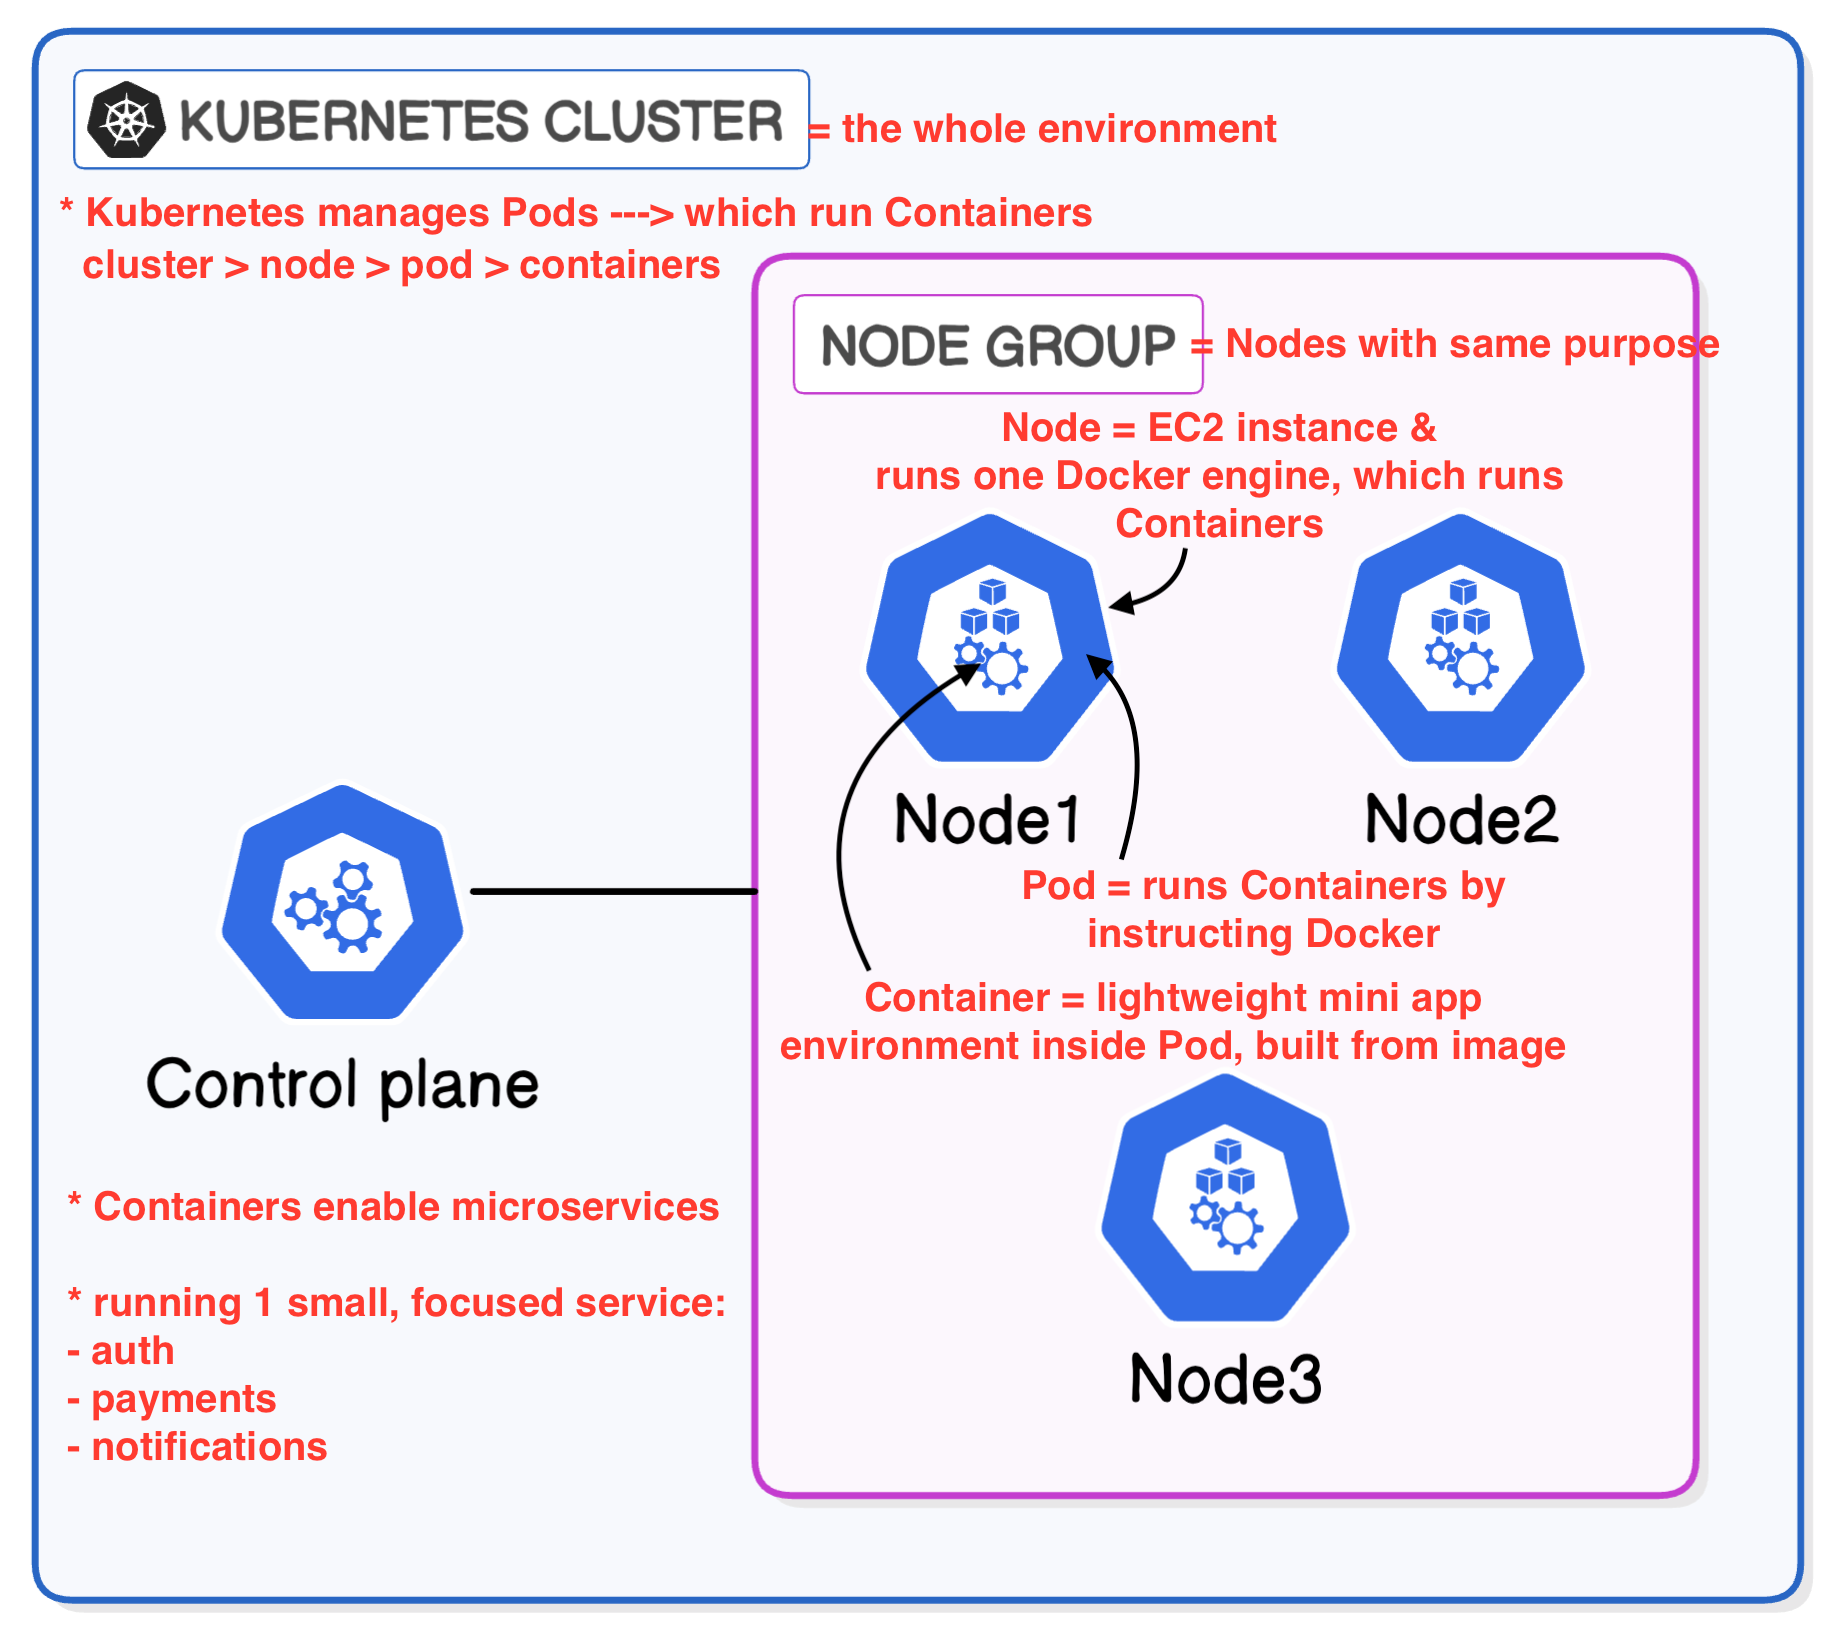 KUBERNETES CLUSTER = the whole environment
* Kubernetes manages Pods ---> which run Containers
cluster > node > pod > containers
NODE GROUP = Nodes with same purpose
Node = EC2 instance &
runs one Docker engine, which runs
Containers
Node1
Node2
Pod = runs Containers by
instructing Docker
Container = lightweight mini app
environment inside Pod, built from image
Node3
Control plane
* Containers enable microservices
* running 1 small, focused service:
- auth
- payments
- notifications